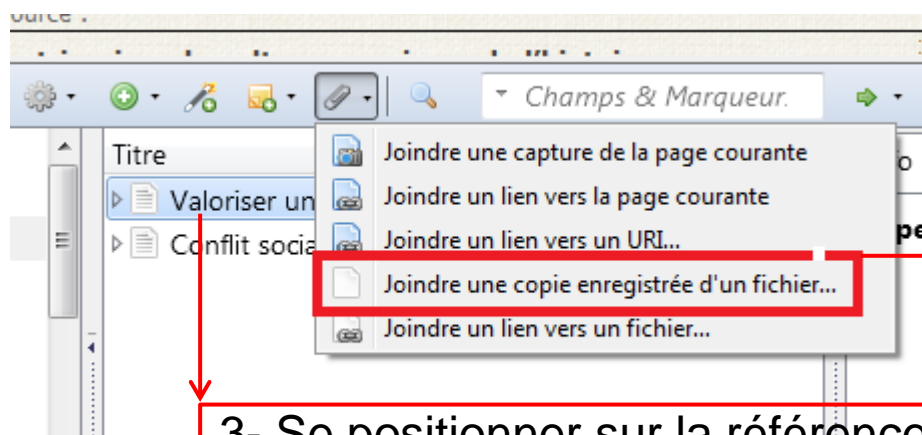 Champs & Marqueur.
Titre
Valoriser un
Conflit socia
Joindre une capture de la page courante
Joindre un lien vers la page courante
Joindre un lien vers un URI...
Joindre une copie enregistrée d'un fichier...
Joindre un lien vers un fichier...
3- Se positionner sur la référence